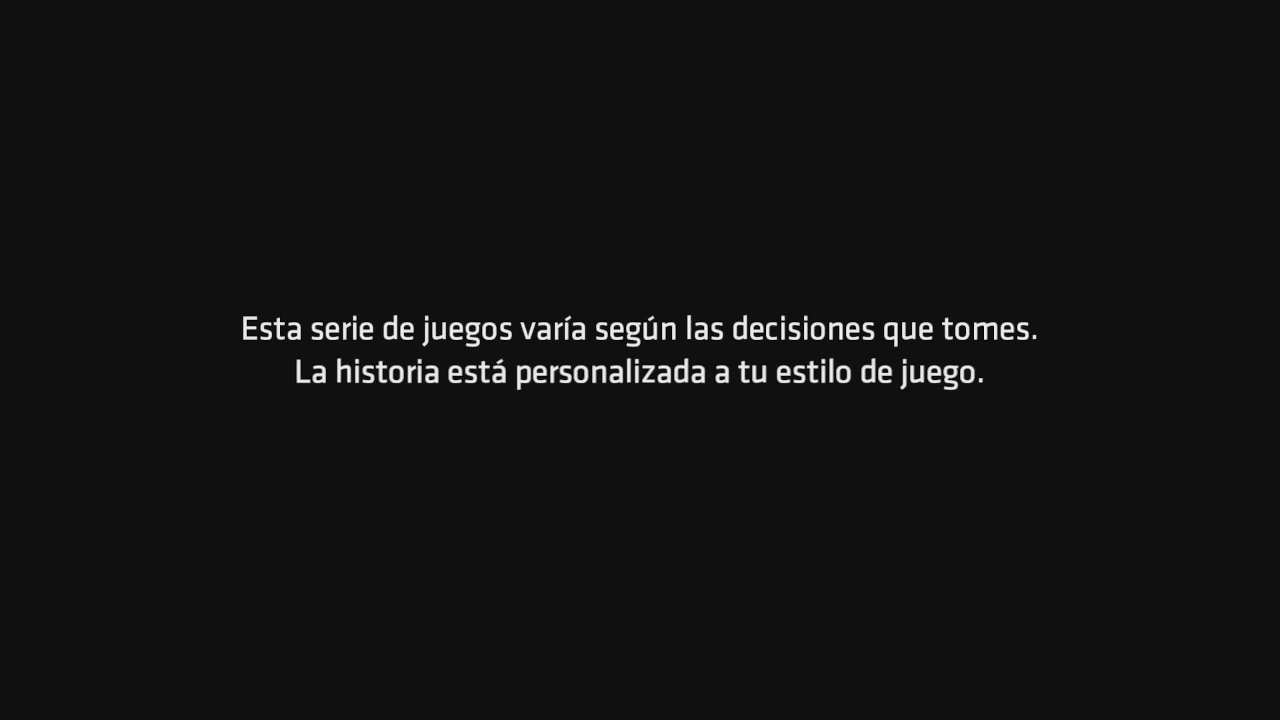 Esta serie de juegos varía según las decisiones que tomes.
La historia está personalizada a tu estilo de juego.